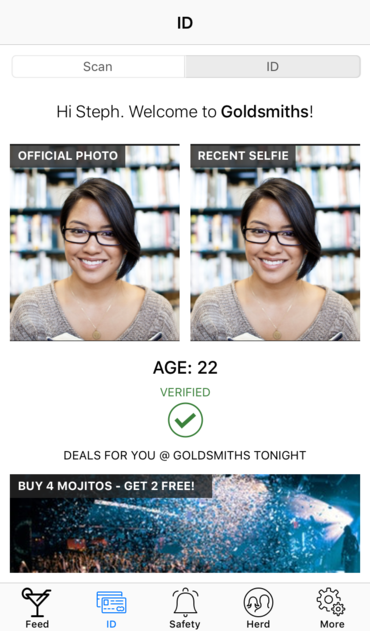 ID
Scan
ID
Hi Steph. Welcome to Goldsmiths!
OFFICIAL PHOTO
RECENT SELFIE
AGE: 22
VERIFIED
DEALS FOR YOU @ GOLDSMITHS TONIGHT
BUY 4 MOJITOS - GET 2 FREE!
Feed
ID
Safety
Herd
More